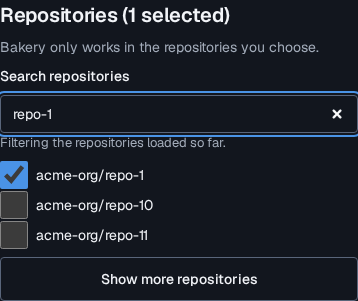 Repositories (1 selected)
Bakery only works in the repositories you choose.
Search repositories
repo-1
Filtering the repositories loaded so far.
acme-org/repo-1
acme-org/repo-10
acme-org/repo-11
Show more repositories